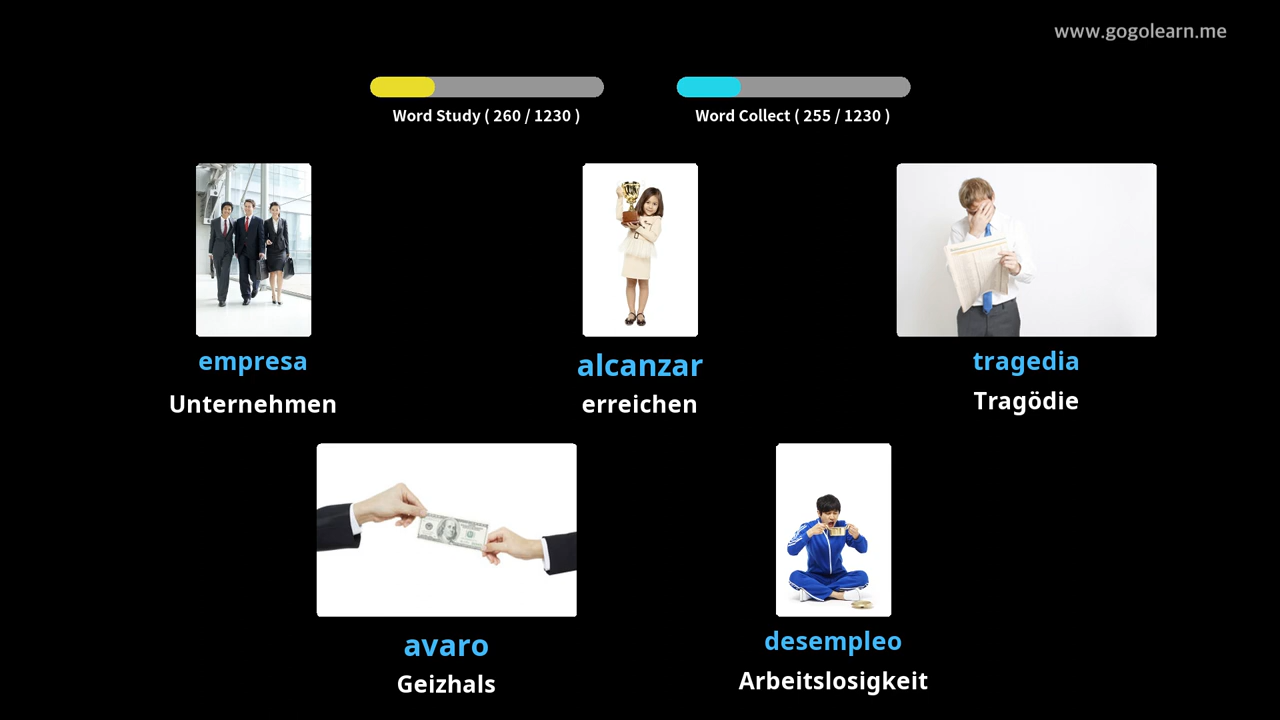 www.gogolearn.me
Word Study ( 260 / 1230 )
Word Collect ( 255 / 1230 )
empresa
Unternehmen
alcanzar
erreichen
tragedia
Tragödie
avaro
Geizhals
desempleo
Arbeitslosigkeit